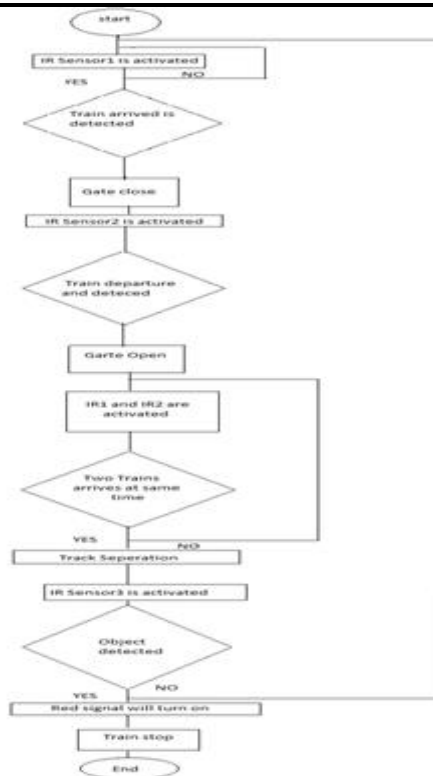 start
IR Sensor1 is activated
NO
YES
Train arrived is
detected
Gate close
IR Sensor2 is activated
Train departure
and deteced
Garte Open
IR1 and IR2 are
activated
Two Trains
arrives at same
time
YES
NO
Track Seperation
IR Sensor3 is activated
Object
detected
NO
YES
Red signal will turn on
Train stop
End